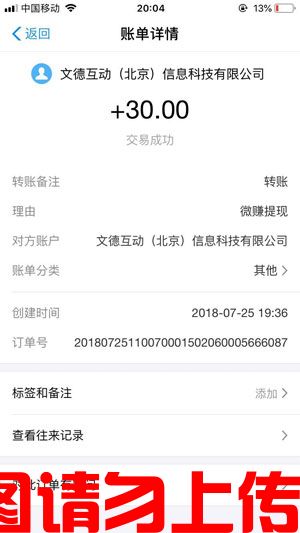 中国移动 20:04 13%
返回 账单详情
文德互动（北京）信息科技有限公司
+30.00
交易成功
转账备注 转账
理由 微赚提现
对方账户 文德互动（北京）信息科技有限公司
账单分类 其他
创建时间 2018-07-25 19:36
订单号 20180725110070001502060005666087
标签和备注 添加
查看往来记录
此订单有
图请勿上传